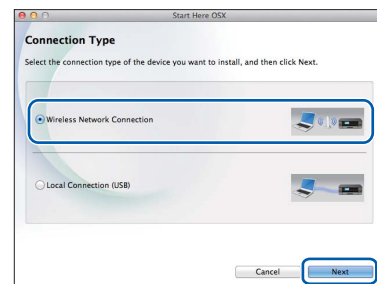 Start Here OSX
Connection Type
Select the connection type of the device you want to install, and then click Next.
Wireless Network Connection
Local Connection (USB)
Cancel
Next